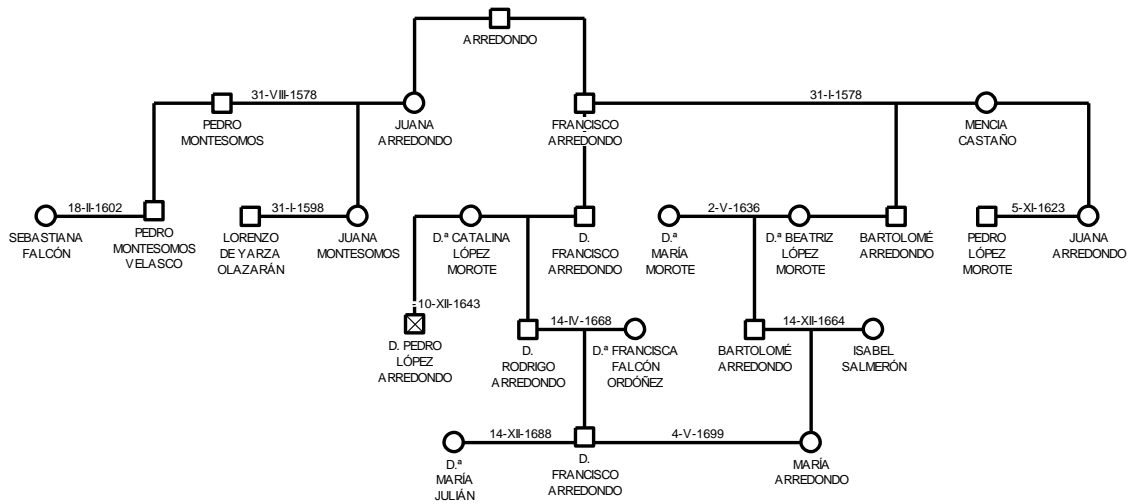 ARREDONDO
31-VIII-1578
31-I-1578
PEDRO
MONTESOMOS
JUANA
ARREDONDO
FRANCISCO
ARREDONDO
MENCIA
CASTAÑO
18-II-1602
31-I-1598
2-V-1636
5-XI-1623
SEBASTIANA
FALCÓN
PEDRO
MONTESOMOS
VELASCO
LORENZO
DE YARZA
OLAZARÁN
JUANA
MONTESOMOS
D.ª CATALINA
LÓPEZ
MOROTE
D.
FRANCISCO
ARREDONDO
D.ª
MARÍA
MOROTE
D.ª BEATRIZ
LÓPEZ
MOROTE
BARTOLOMÉ
ARREDONDO
PEDRO
LÓPEZ
MOROTE
JUANA
ARREDONDO
-10-XII-1643
14-IV-1668
14-XII-1664
D. PEDRO
LÓPEZ
ARREDONDO
D.
RODRIGO
ARREDONDO
D.ª FRANCISCA
FALCÓN
ORDÓÑEZ
BARTOLOMÉ
ARREDONDO
ISABEL
SALMERÓN
14-XII-1688
4-V-1699
D.ª
MARÍA
JULIÁN
D.
FRANCISCO
ARREDONDO
MARÍA
ARREDONDO